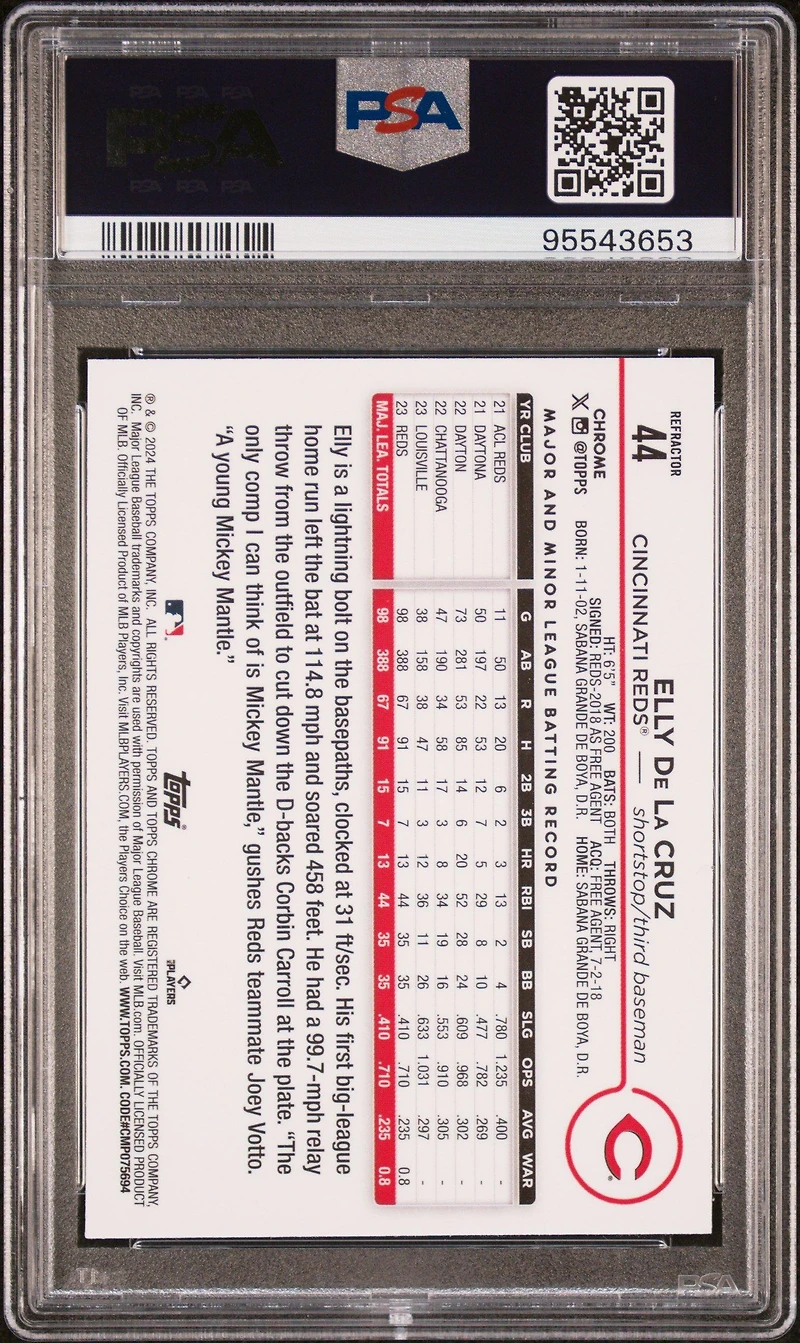 PSA PSA PSA
PSA
PSA PSA PSA
PSA
95543653
REFRACTOR
44
ELLY DE LA CRUZ
CINCINNATI REDS® — shortstop/third baseman
HT: 6'5" WT: 200 BATS: BOTH THROWS: RIGHT
SIGNED: REDS-2018 AS FREE AGENT ACQ: FREE AGENT, 7-2-18
BORN: 1-11-02, SABANA GRANDE DE BOYA, D.R. HOME: SABANA GRANDE DE BOYA, D.R.
C
CHROME
X @TOPPS
MAJOR AND MINOR LEAGUE BATTING RECORD
YR CLUB G AB R H 2B 3B HR RBI SB BB SLG OPS AVG WAR
21 ACL REDS 11 50 13 20 6 2 3 13 2 4 .780 1.235 .400 -
21 DAYTONA 50 197 22 53 12 7 5 29 8 10 .477 .782 .269 -
22 DAYTON 73 281 53 85 14 6 20 52 28 24 .609 .968 .302 -
22 CHATTANOOGA 47 190 34 58 17 3 8 34 19 16 .553 .910 .305 -
23 LOUISVILLE 38 158 38 47 11 3 12 36 11 26 .633 1.031 .297 -
23 REDS 98 388 67 91 15 7 13 44 35 35 .410 .710 .235 0.8
MAJ. LEA. TOTALS 98 388 67 91 15 7 13 44 35 35 .410 .710 .235 0.8
Elly is a lightning bolt on the basepaths, clocked at 31 ft/sec. His first big-league
home run left the bat at 114.8 mph and soared 458 feet. He had a 99.7-mph relay
throw from the outfield to cut down the D-backs Corbin Carroll at the plate. “The
only comp I can think of is Mickey Mantle,” gushes Reds teammate Joey Votto.
“A young Mickey Mantle.”
topps®
PLAYERS
® & © 2024 THE TOPPS COMPANY, INC. ALL RIGHTS RESERVED. TOPPS AND TOPPS CHROME ARE REGISTERED TRADEMARKS OF THE TOPPS COMPANY,
INC. Major League Baseball trademarks and copyrights are used with permission of Major League Baseball. Visit MLB.com. OFFICIALLY LICENSED PRODUCT
OF MLB. Officially Licensed Product of MLB Players, Inc. Visit MLBPLAYERS.COM, the Players Choice on the web. WWW.TOPPS.COM. CODE#CMP075694
PSA